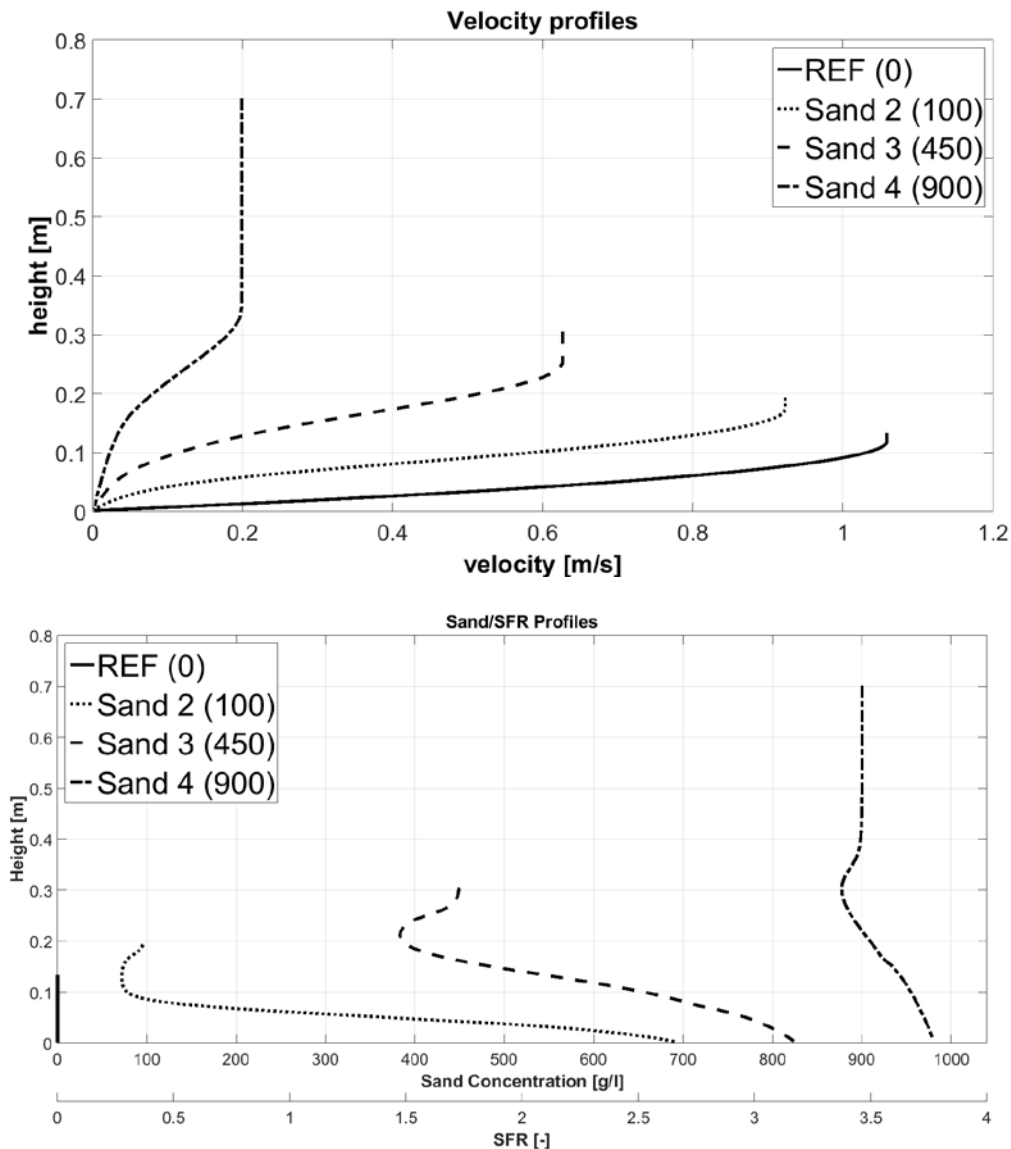 Velocity profiles
0.8
0.7
0.6
0.5
0.4
0.3
0.2
0.1
0
height [m]
REF (0)
Sand 2 (100)
Sand 3 (450)
Sand 4 (900)
0 0.2 0.4 0.6 0.8 1 1.2
velocity [m/s]
Sand/SFR Profiles
0.8
0.7
0.6
0.5
0.4
0.3
0.2
0.1
0
Height [m]
REF (0)
Sand 2 (100)
Sand 3 (450)
Sand 4 (900)
0 100 200 300 400 500 600 700 800 900 1000
Sand Concentration [g/l]
0 0.5 1 1.5 2 2.5 3 3.5 4
SFR [-]